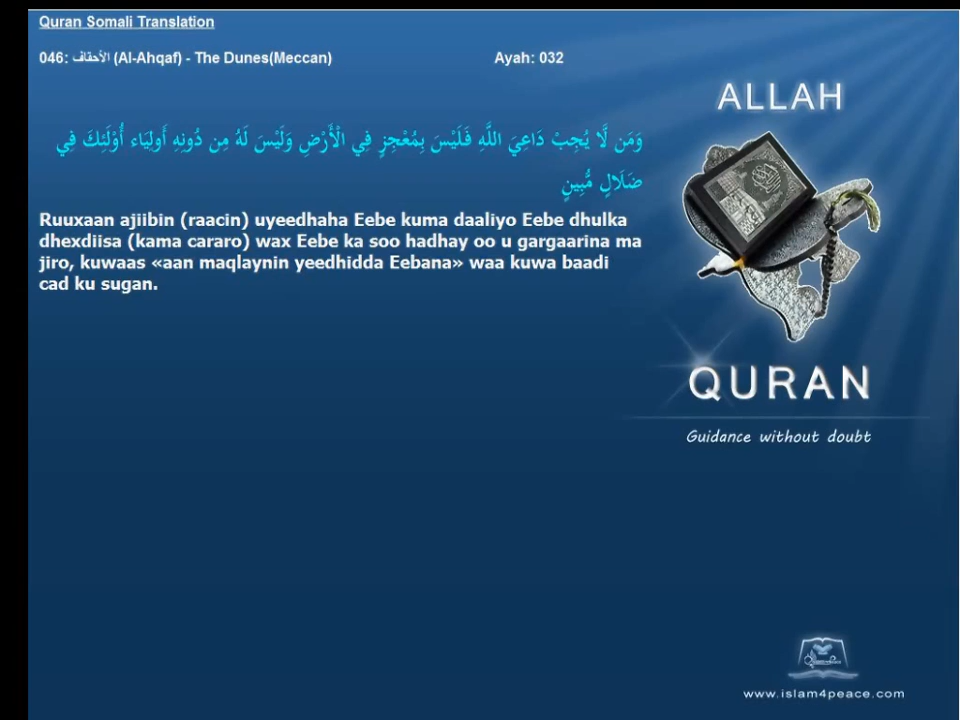 Quran Somali Translation
046: الأحقاف (Al-Ahqaf) - The Dunes(Meccan) Ayah: 032
وَمَن لَّا يُجِبْ دَاعِيَ اللَّهِ فَلَيْسَ بِمُعْجِزٍ فِي الْأَرْضِ وَلَيْسَ لَهُ مِن دُونِهِ أَولِيَاء أُوْلَئِكَ فِي
ضَلَالٍ مُّبِينٍ
Ruuxaan ajiibin (raacin) uyeedhaha Eebe kuma daaliyo Eebe dhulka
dhexdiisa (kama cararo) wax Eebe ka soo hadhay oo u gargaarina ma
jiro, kuwaas «aan maqlaynin yeedhidda Eebana» waa kuwa baadi
cad ku sugan.
ALLAH
QURAN
Guidance without doubt
www.islam4peace.com